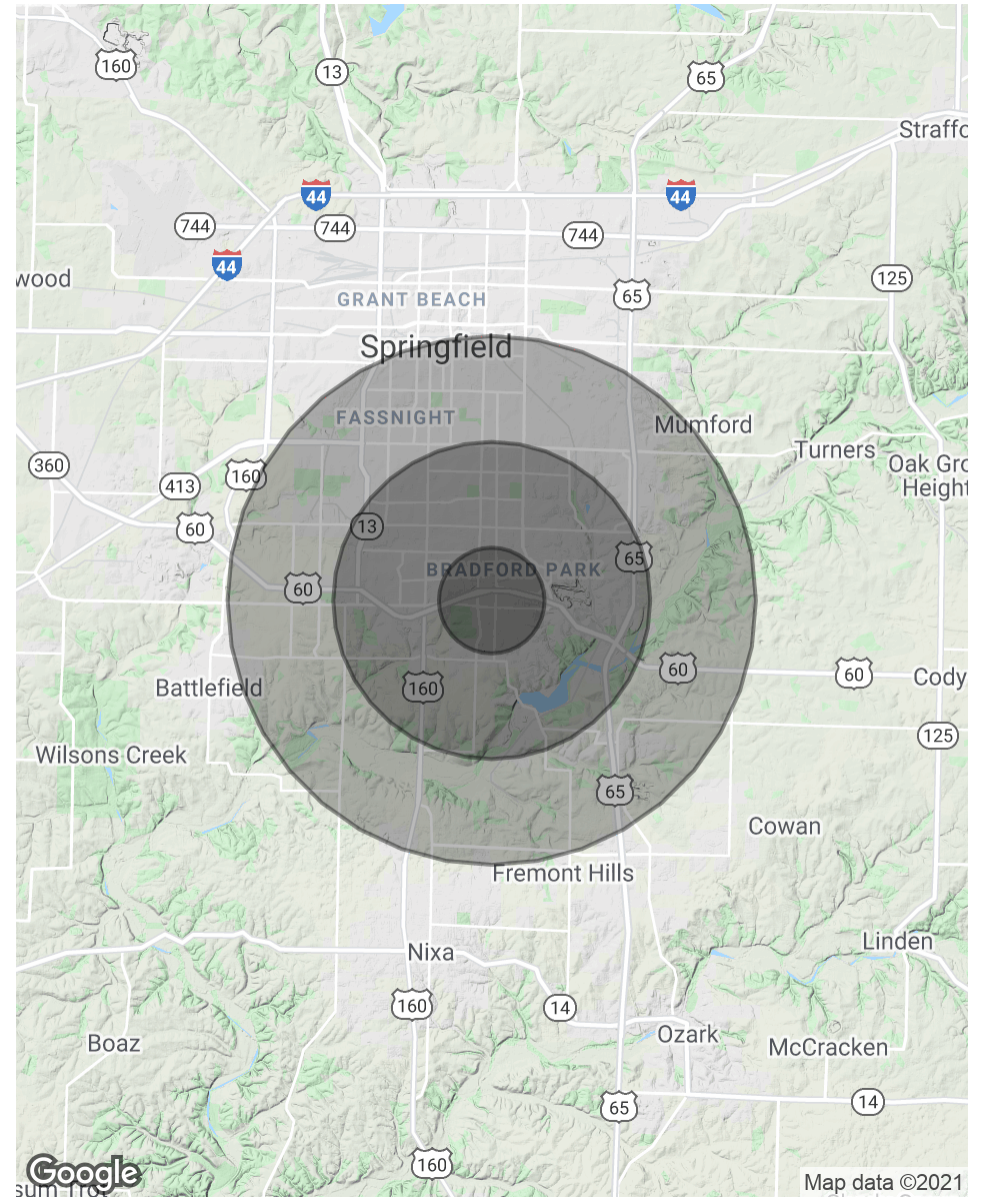 160
13
65
Straffo
44
44
744
744
744
44
wood
125
65
GRANT BEACH
Springfield
FASSNIGHT
Mumford
Turners
360
160
Oak Gro
Height
413
13
60
65
BRADFORD PARK
60
60
60
Cody
Battlefield
160
125
Wilsons Creek
65
Cowan
Fremont Hills
Linden
Nixa
160
14
Ozark
Boaz
McCracken
14
65
160
Google
sum Trot
Map data ©2021